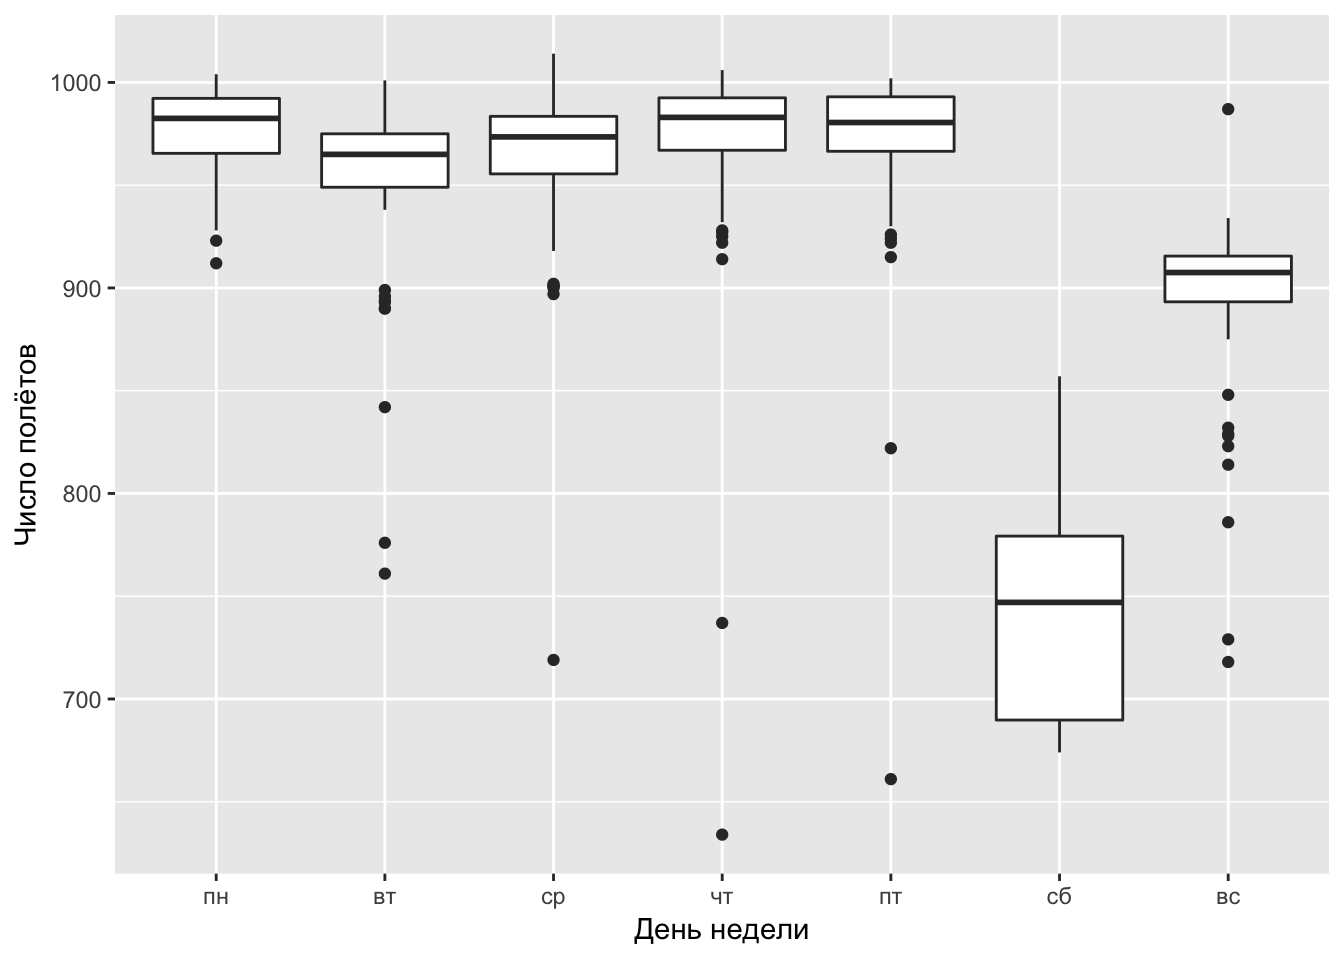 Число полётов
1000
900
800
700
пн вт ср чт пт сб вс
День недели